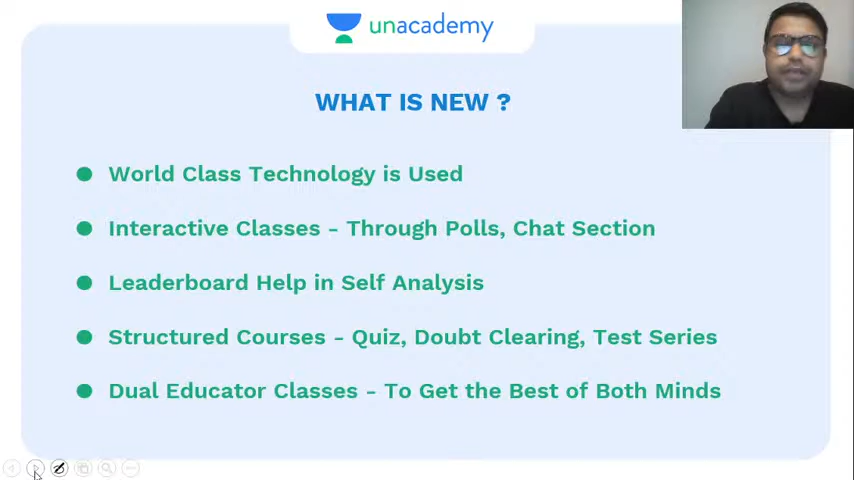 unacademy
WHAT IS NEW ?
World Class Technology is Used
Interactive Classes - Through Polls, Chat Section
Leaderboard Help in Self Analysis
Structured Courses - Quiz, Doubt Clearing, Test Series
Dual Educator Classes - To Get the Best of Both Minds